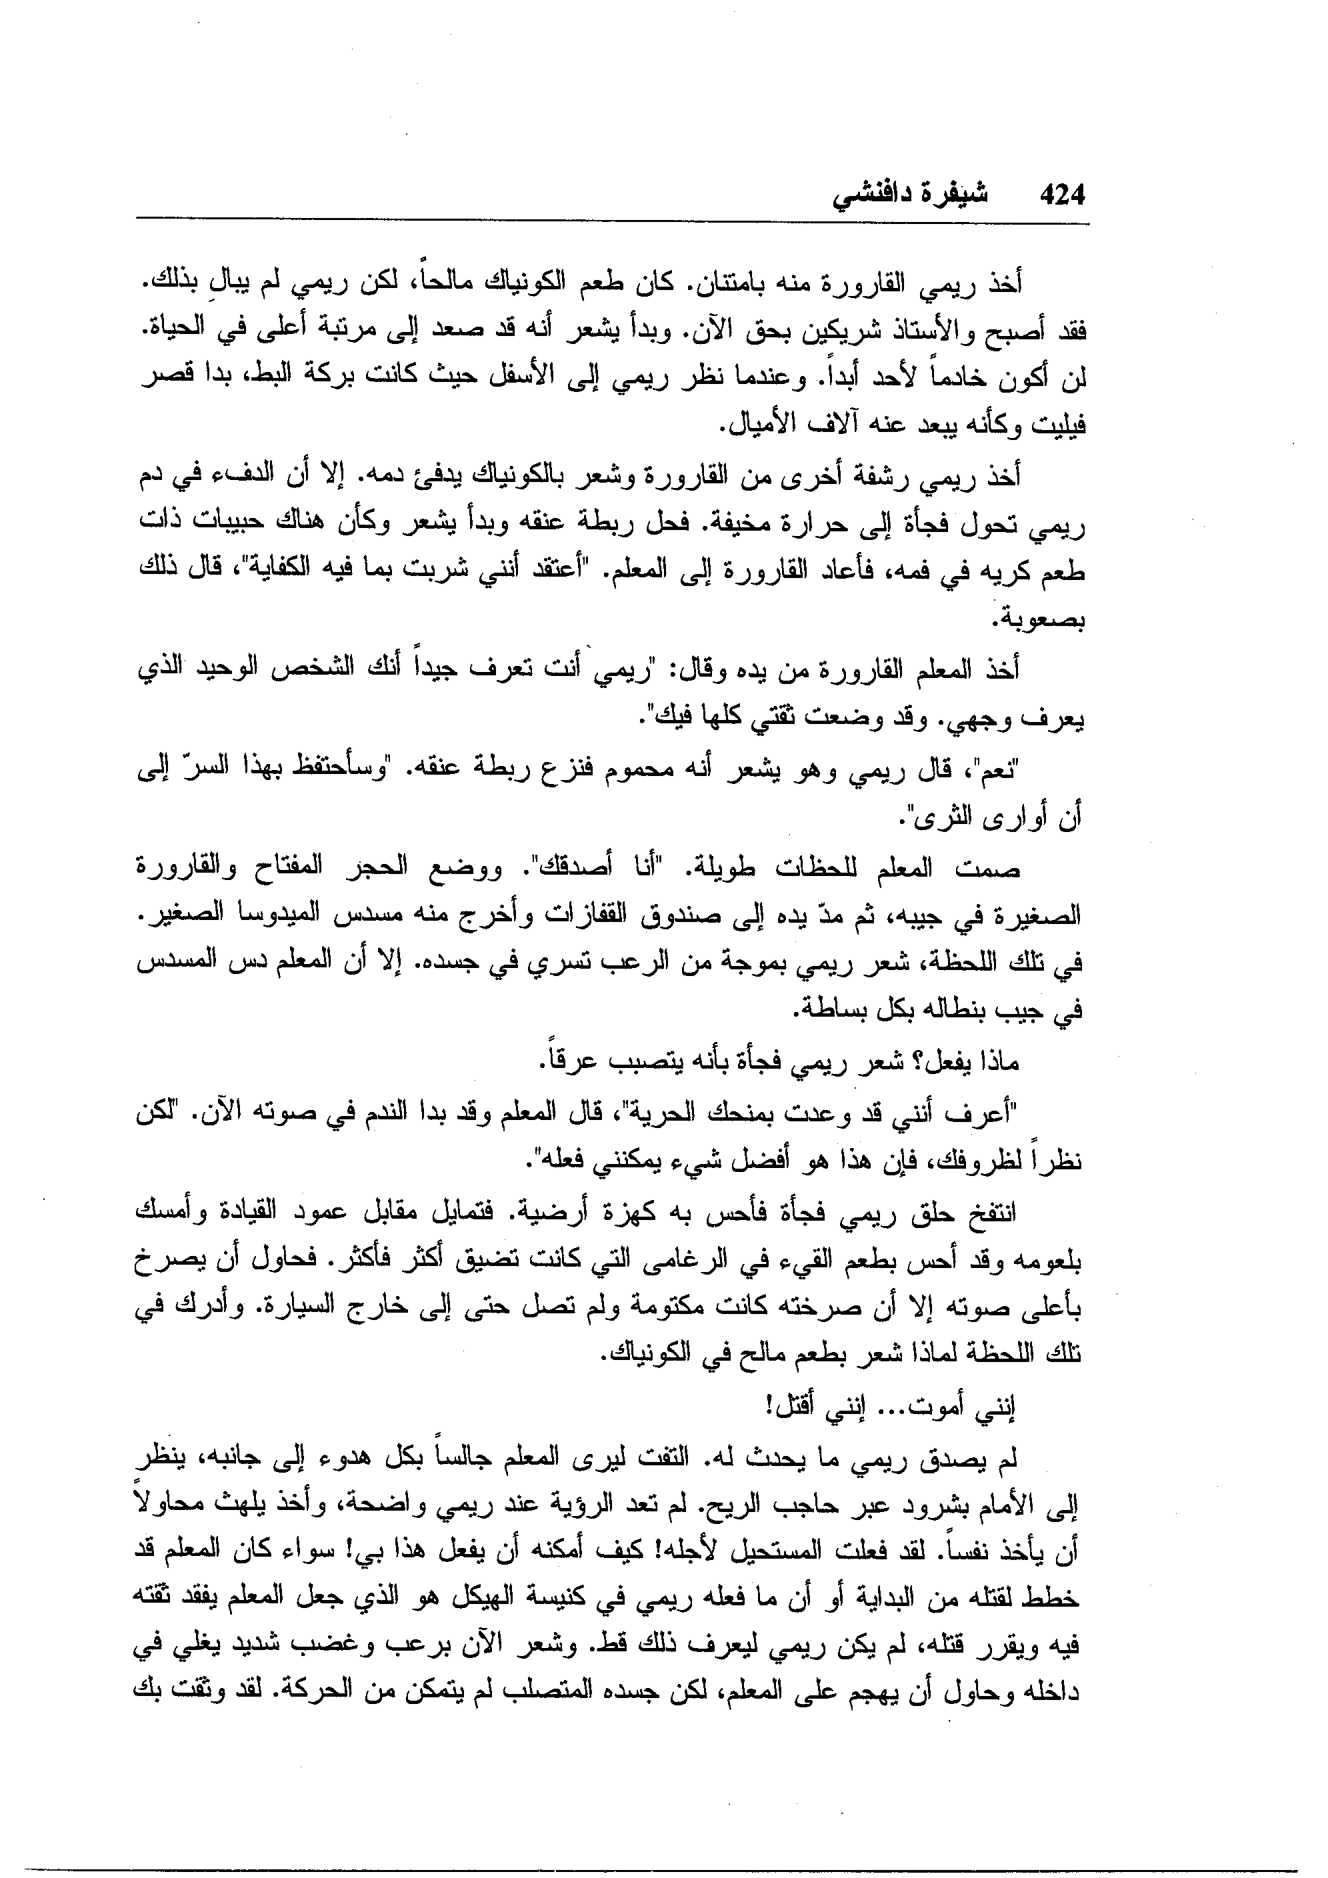 424 شيفرة دافنشي
أخذ ريمي القارورة منه بامتنان. كان طعم الكونياك مالحاً، لكن ريمي لم يبال بذلك.
فقد أصبح والأستاذ شريكين بحق الآن. وبدأ يشعر أنه قد صعد إلى مرتبة أعلى في الحياة.
لن أكون خادماً لأحد أبداً. وعندما نظر ريمي إلى الأسفل حيث كانت بركة البط، بدا قصر
فيليت وكأنه يبعد عنه آلاف الأميال.
أخذ ريمي رشفة أخرى من القارورة وشعر بالكونياك يدفئ دمه. إلا أن الدفء في دم
ريمي تحول فجأة إلى حرارة مخيفة. فحل ربطة عنقه وبدأ يشعر وكأن هناك حبيبات ذات
طعم كريه في فمه، فأعاد القارورة إلى المعلم. "أعتقد أنني شربت بما فيه الكفاية"، قال ذلك
بصعوبة.
أخذ المعلم القارورة من يده وقال: "ريمي أنت تعرف جيداً أنك الشخص الوحيد الذي
يعرف وجهي. وقد وضعت ثقتي كلها فيك".
"نعم"، قال ريمي وهو يشعر أنه محموم فنزع ربطة عنقه. "وسأحتفظ بهذا السرّ إلى
أن أوارى الثرى".
صمت المعلم للحظات طويلة. "أنا أصدقك". ووضع الحجر المفتاح والقارورة
الصغيرة في جيبه، ثم مدّ يده إلى صندوق القفازات وأخرج منه مسدس الميدوسا الصغير.
في تلك اللحظة، شعر ريمي بموجة من الرعب تسري في جسده. إلا أن المعلم دس المسدس
في جيب بنطاله بكل بساطة.
ماذا يفعل؟ شعر ريمي فجأة بأنه يتصبب عرقاً.
"أعرف أنني قد وعدت بمنحك الحرية"، قال المعلم وقد بدا الندم في صوته الآن. "لكن
نظراً لظروفك، فإن هذا هو أفضل شيء يمكنني فعله".
انتفخ حلق ريمي فجأة فأحس به كهزة أرضية. فتمايل مقابل عمود القيادة وأمسك
بلعومه وقد أحس بطعم القيء في الرغامى التي كانت تضيق أكثر فأكثر. فحاول أن يصرخ
بأعلى صوته إلا أن صرخته كانت مكتومة ولم تصل حتى إلى خارج السيارة. وأدرك في
تلك اللحظة لماذا شعر بطعم مالح في الكونياك.
إنني أموت... إنني أقتل!
لم يصدق ريمي ما يحدث له. التفت ليرى المعلم جالساً بكل هدوء إلى جانبه، ينظر
إلى الأمام بشرود عبر حاجب الريح. لم تعد الرؤية عند ريمي واضحة، وأخذ يلهث محاولاً
أن يأخذ نفساً. لقد فعلت المستحيل لأجله! كيف أمكنه أن يفعل هذا بي! سواء كان المعلم قد
خطط لقتله من البداية أو أن ما فعله ريمي في كنيسة الهيكل هو الذي جعل المعلم يفقد ثقته
فيه ويقرر قتله، لم يكن ريمي ليعرف ذلك قط. وشعر الآن برعب وغضب شديد يغلي في
داخله وحاول أن يهجم على المعلم، لكن جسده المتصلب لم يتمكن من الحركة. لقد وثقت بك